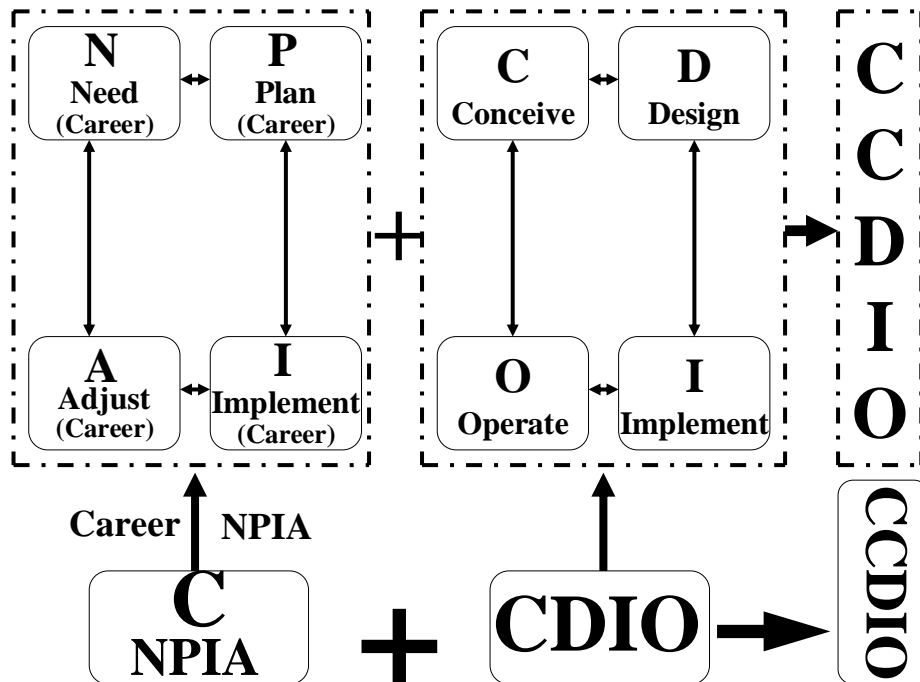 N
Need
(Career)
P
Plan
(Career)
A
Adjust
(Career)
I
Implement
(Career)
+
C
Conceive
D
Design
O
Operate
I
Implement
C
C
D
I
O
Career NPIA
C
NPIA
+
CDIO
CCDIO